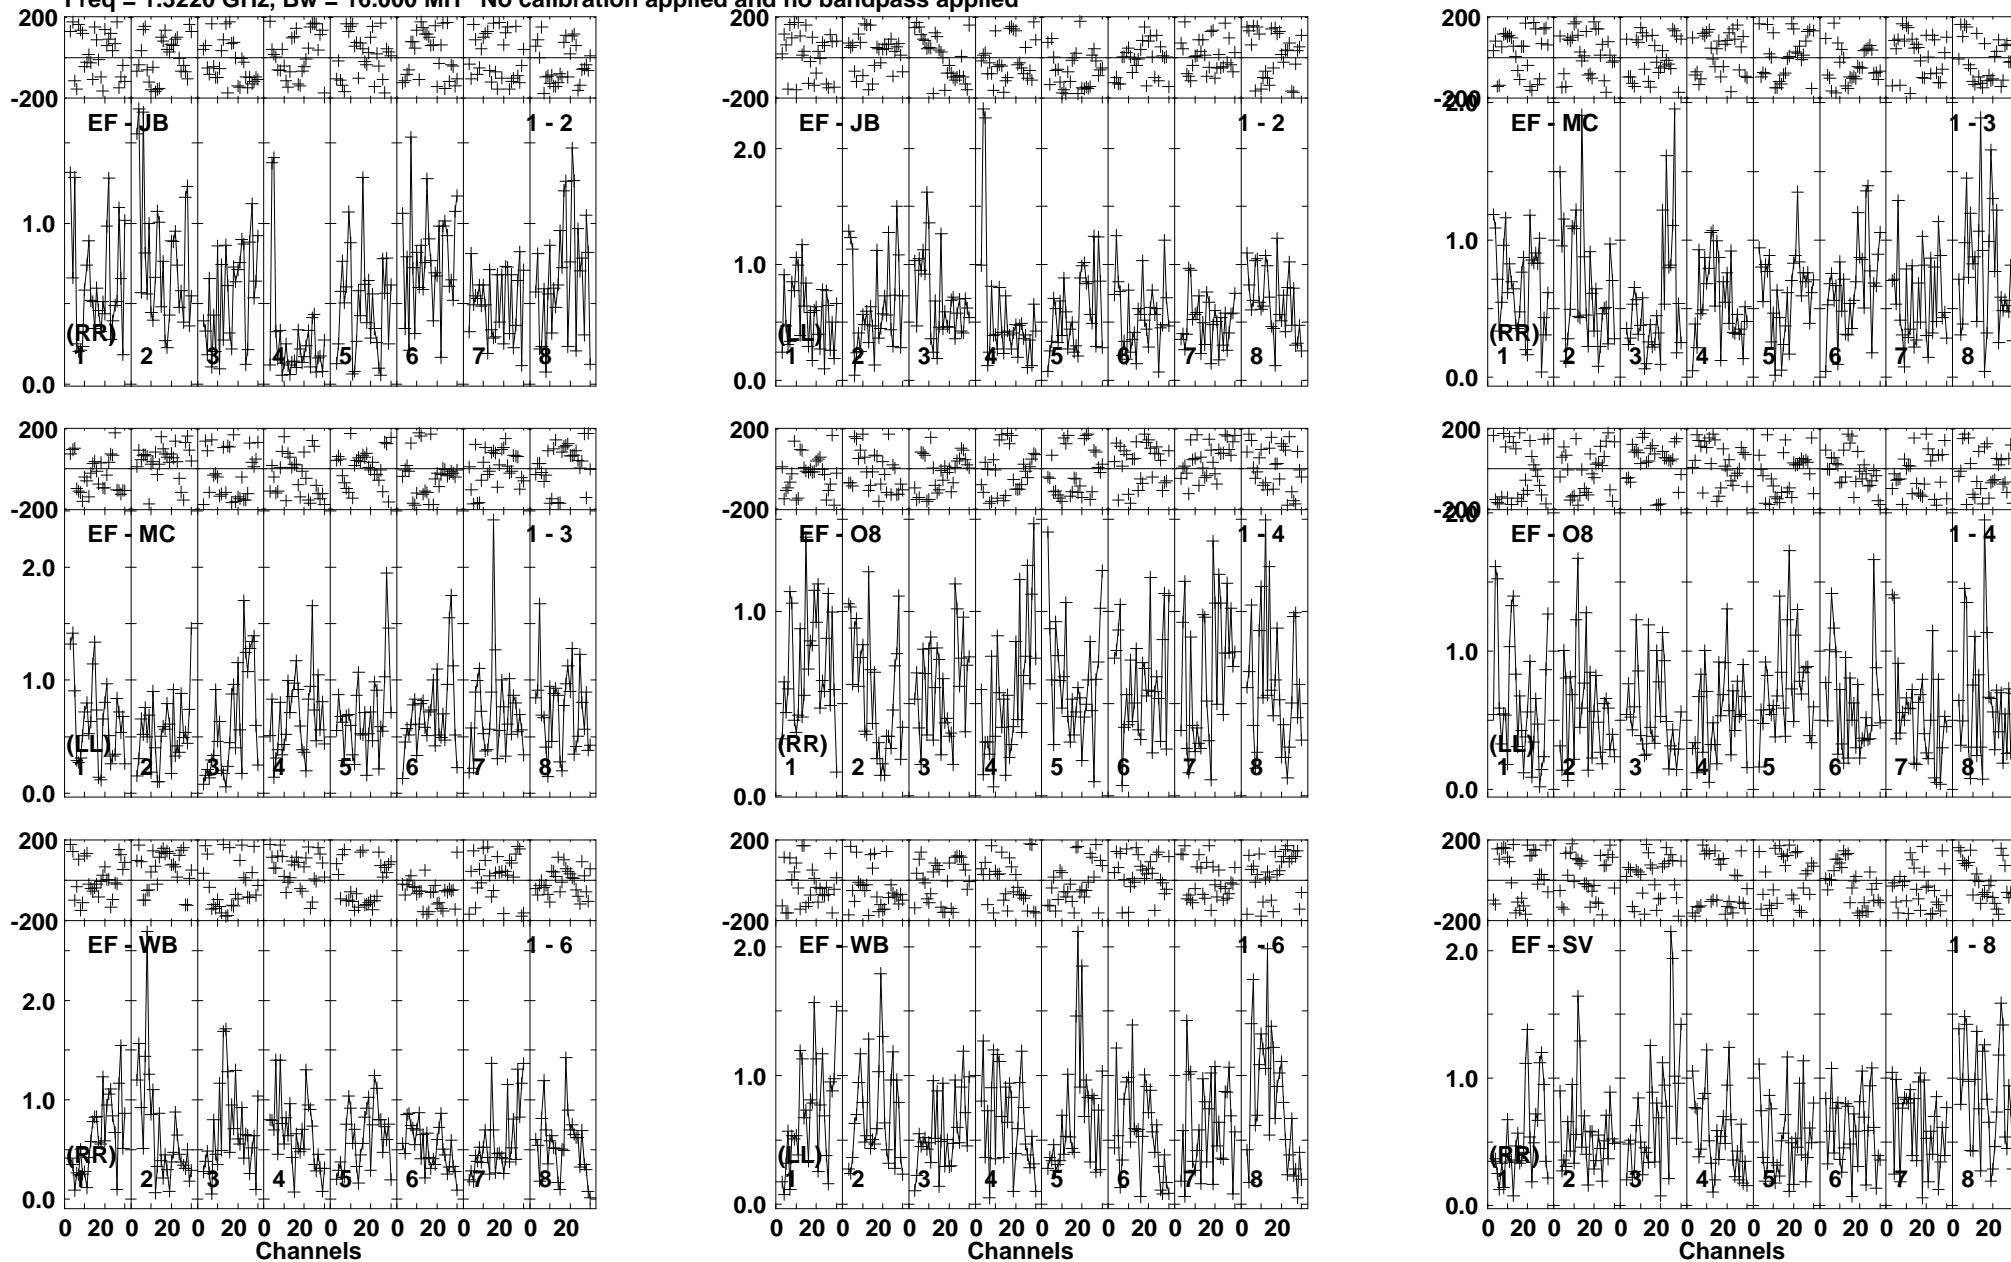 Freq = 1.3220 GHz, Bw = 16.000 MH No calibration applied and no bandpass applied
200 200 200
-200 -200 -200
EF - JB 1 - 2 EF - JB 1 - 2 EF - MC 1 - 3
2.0 2.0
1.0 1.0 1.0
(RR) (LL) (RR)
1 2 3 4 5 6 7 8 1 2 3 4 5 6 7 8 1 2 3 4 5 6 7 8
0.0 0.0 0.0
200 200 200
-200 -200 -200
EF - MC 1 - 3 EF - O8 1 - 4 EF - O8 1 - 4
2.0 2.0
1.0 1.0 1.0
(LL) (RR) (LL)
1 2 3 4 5 6 7 8 1 2 3 4 5 6 7 8 1 2 3 4 5 6 7 8
0.0 0.0 0.0
200 200 200
-200 -200 -200
EF - WB 1 - 6 EF - WB 1 - 6 EF - SV 1 - 8
2.0 2.0 2.0
1.0 1.0 1.0
(RR) (LL) (RR)
1 2 3 4 5 6 7 8 1 2 3 4 5 6 7 8 1 2 3 4 5 6 7 8
0.0 0.0 0.0
0 20 0 20 0 20 0 20 0 20 0 20 0 20 0 20 0 20 0 20 0 20 0 20 0 20 0 20 0 20 0 20 0 20 0 20 0 20 0 20 0 20 0 20 0 20 0 20
Channels Channels Channels